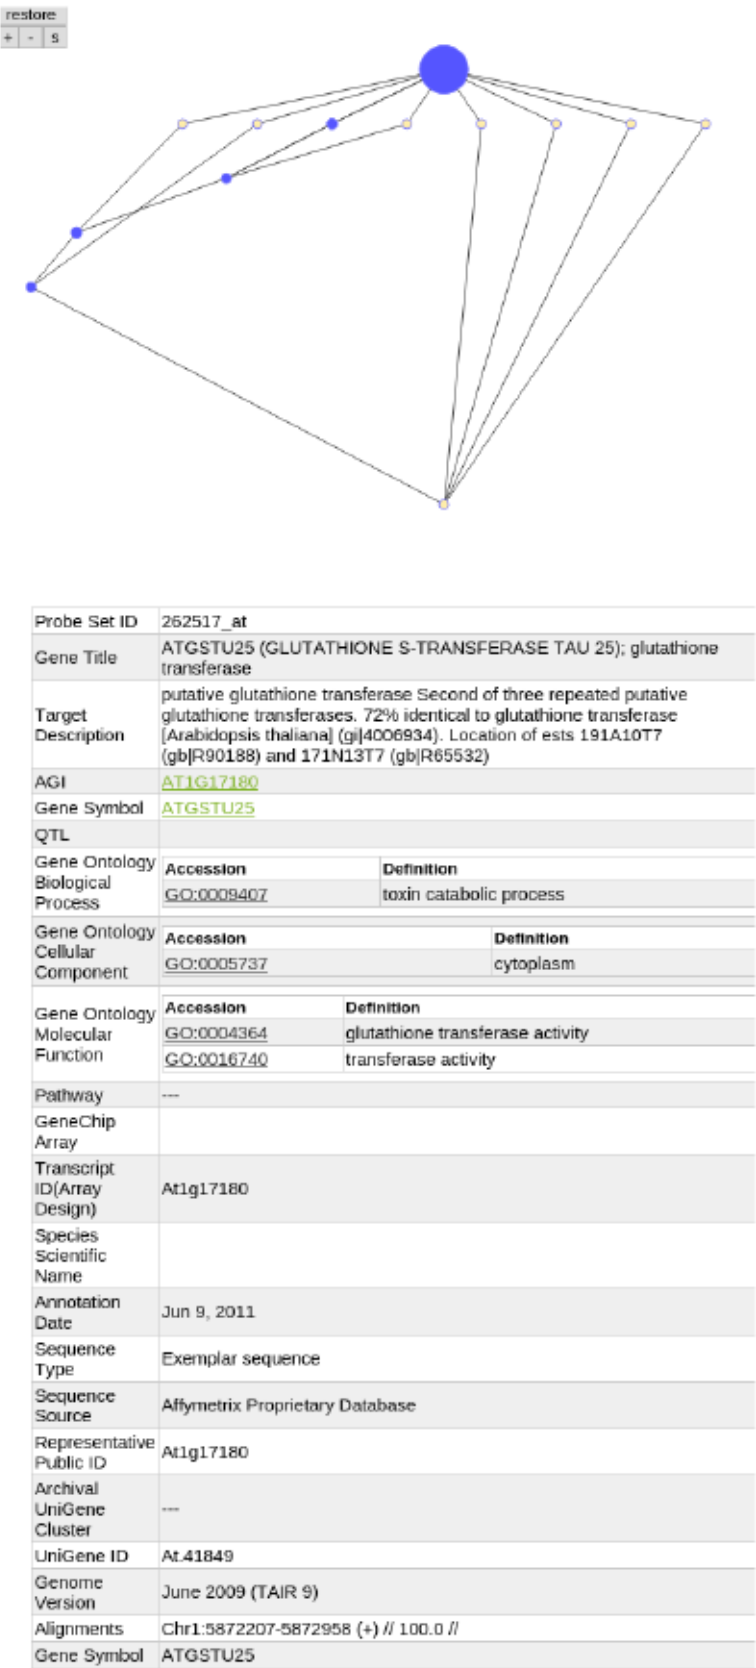 restore
+ - s
Probe Set ID 262517_at
Gene Title ATGSTU25 (GLUTATHIONE S-TRANSFERASE TAU 25); glutathione
transferase
Target
Description
putative glutathione transferase Second of three repeated putative
glutathione transferases. 72% identical to glutathione transferase
[Arabidopsis thaliana] (gi|4006934). Location of ests 191A10T7
(gb|R90188) and 171N13T7 (gb|R65532)
AGI AT1G17180
Gene Symbol ATGSTU25
QTL
Gene Ontology
Biological
Process
Accession Definition
GO:0009407 toxin catabolic process
Gene Ontology
Cellular
Component
Accession Definition
GO:0005737 cytoplasm
Gene Ontology
Molecular
Function
Accession Definition
GO:0004364 glutathione transferase activity
GO:0016740 transferase activity
Pathway ---
GeneChip
Array
Transcript
ID(Array
Design)
At1g17180
Species
Scientific
Name
Annotation
Date
Jun 9, 2011
Sequence
Type
Exemplar sequence
Sequence
Source
Affymetrix Proprietary Database
Representative
Public ID
At1g17180
Archival
UniGene
Cluster
---
UniGene ID At.41849
Genome
Version
June 2009 (TAIR 9)
Alignments Chr1:5872207-5872958 (+) // 100.0 //
Gene Symbol ATGSTU25